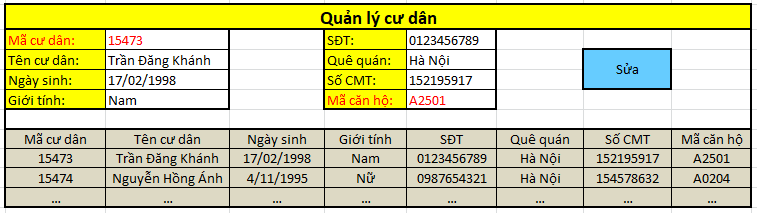 Quản lý cư dân
Mã cư dân: 15473 SĐT: 0123456789
Tên cư dân: Trần Đăng Khánh Quê quán: Hà Nội
Sửa
Ngày sinh: 17/02/1998 Số CMT: 152195917
Giới tính: Nam Mã căn hộ: A2501
Mã cư dân Tên cư dân Ngày sinh Giới tính SĐT Quê quán Số CMT Mã căn hộ
15473 Trần Đăng Khánh 17/02/1998 Nam 0123456789 Hà Nội 152195917 A2501
15474 Nguyễn Hồng Ánh 4/11/1995 Nữ 0987654321 Hà Nội 154578632 A0204
... ... ... ... ... ... ... ...